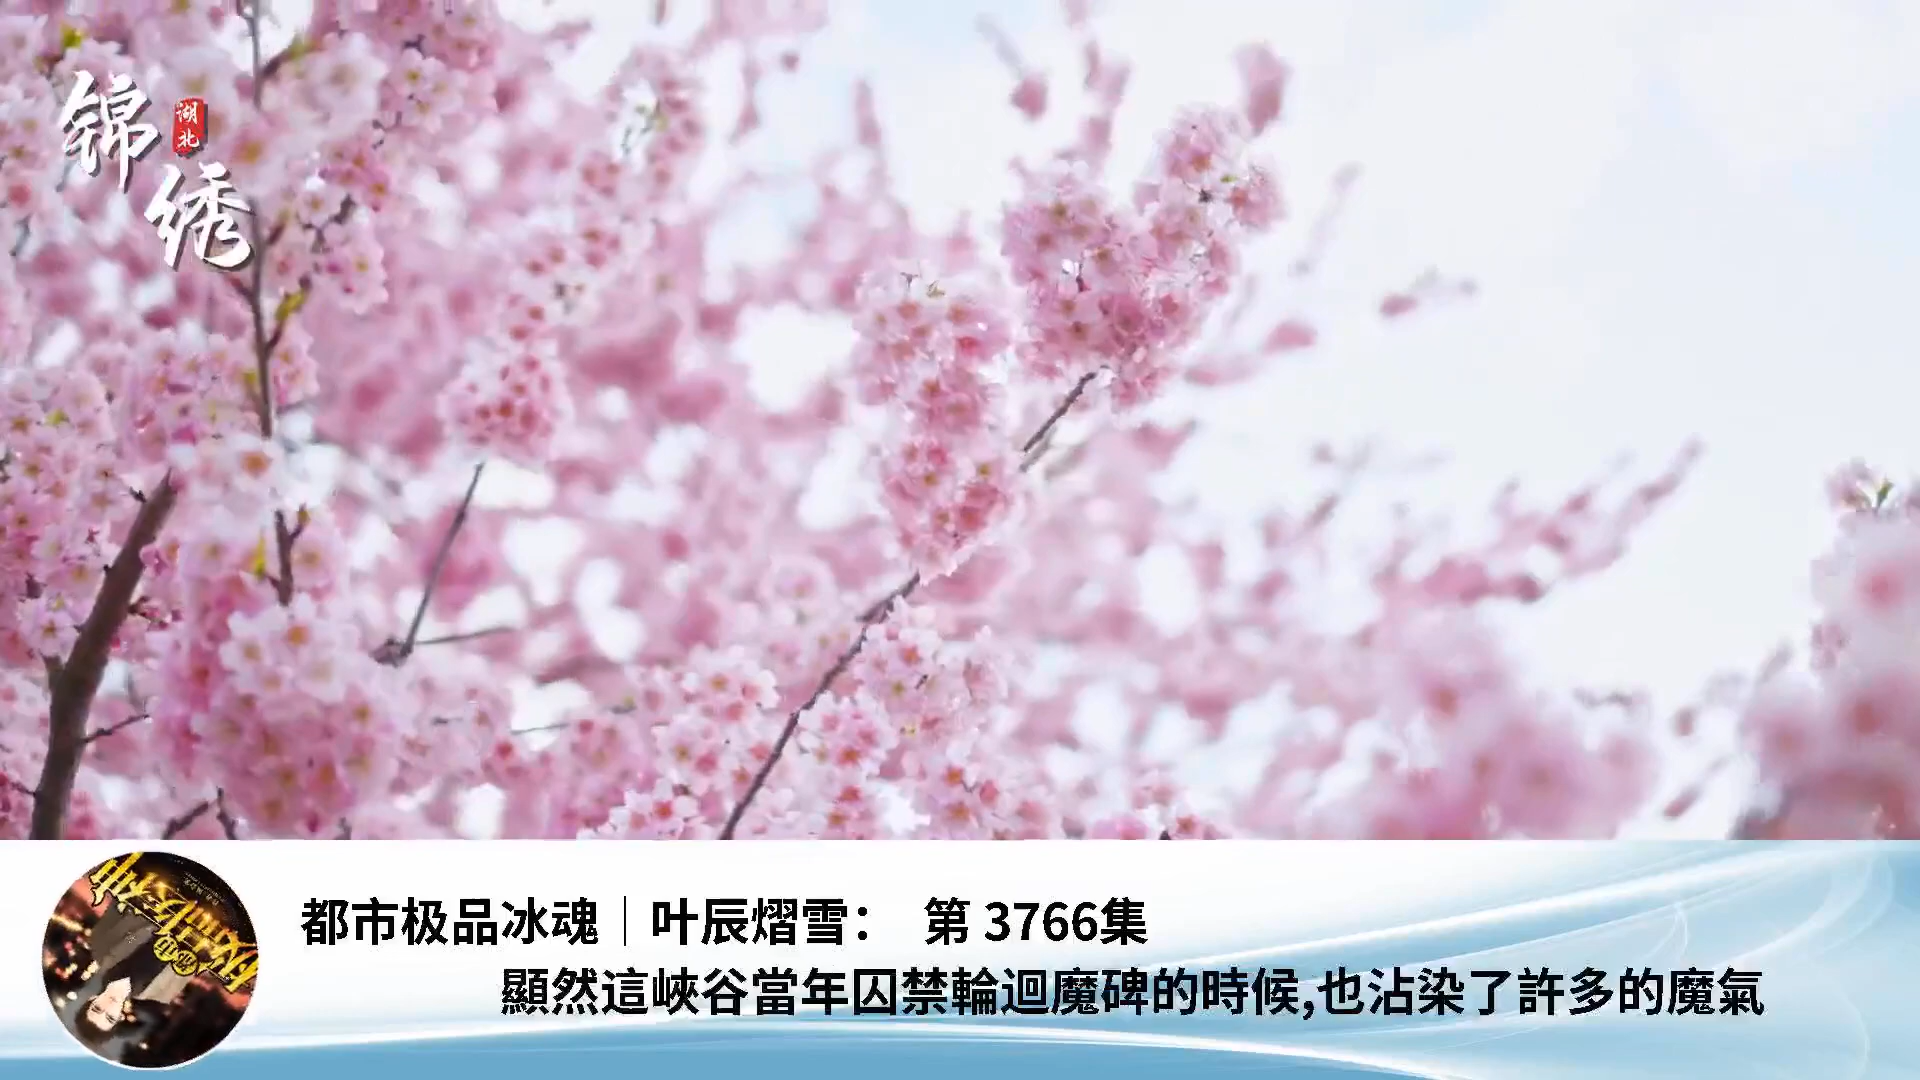 锦绣
湖北
都市极品冰魂｜叶辰熠雪： 第 3766集
顯然這峽谷當年囚禁輪迴魔碑的時候,也沾染了許多的魔氣